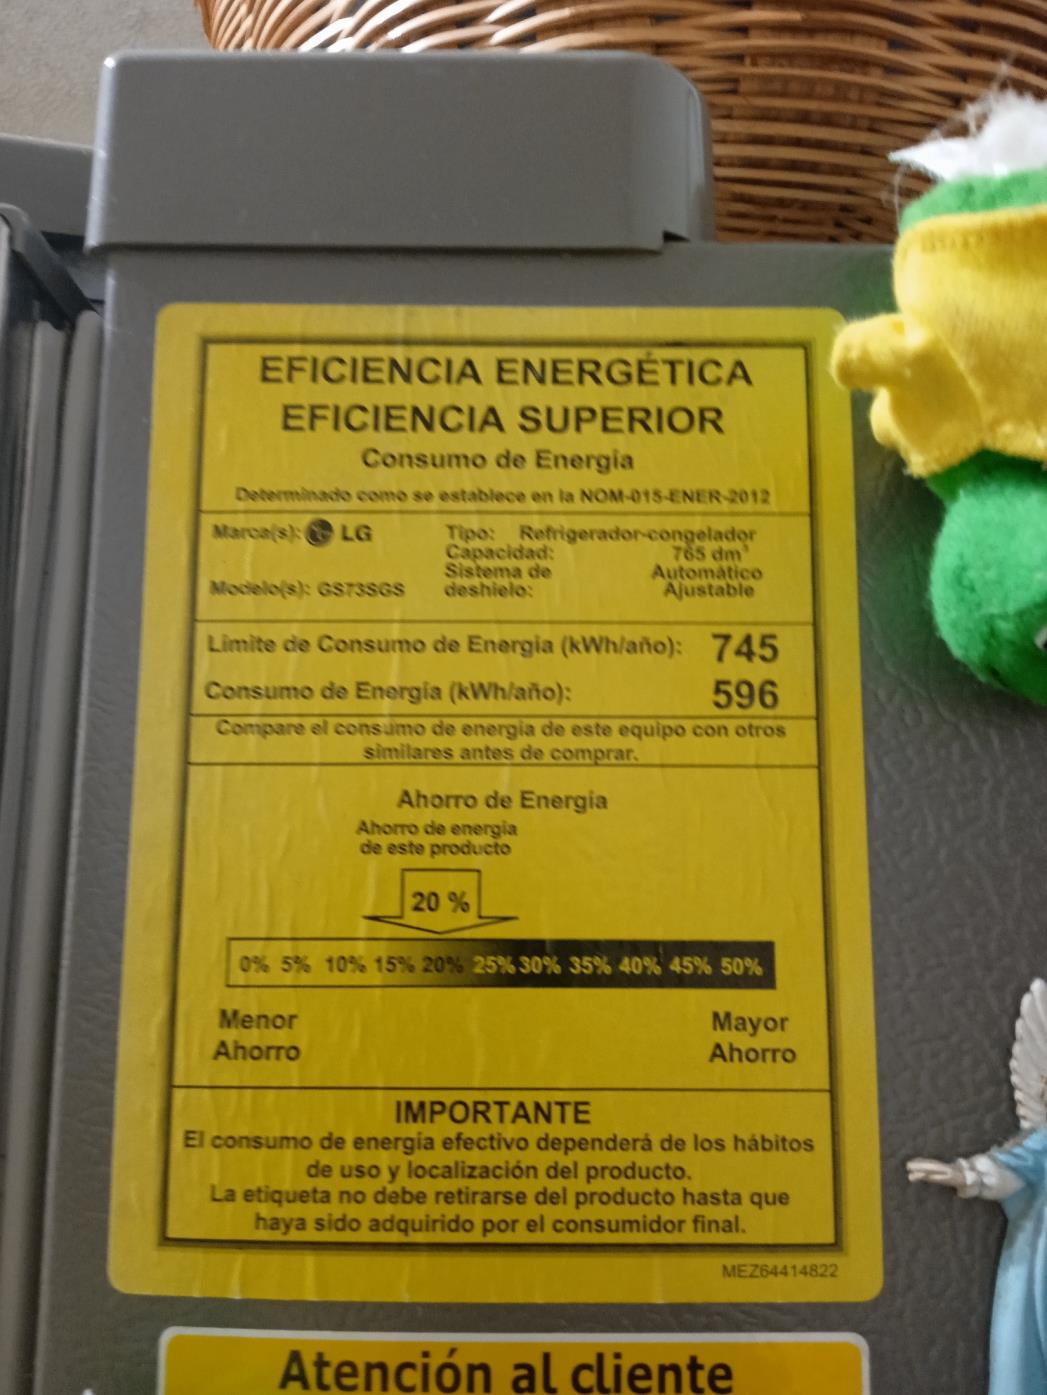 EFICIENCIA ENERGÉTICA
EFICIENCIA SUPERIOR
Consumo de Energía
Determinado como se establece en la NOM-015-ENER-2012
Marca(s): LG
Modelo(s): GS73SGS
Tipo: Refrigerador-congelador
Capacidad: 765 dm³
Sistema de deshielo: Automático Ajustable
Límite de Consumo de Energía (kWh/año): 745
Consumo de Energía (kWh/año): 596
Compare el consumo de energía de este equipo con otros
similares antes de comprar.
Ahorro de Energía
Ahorro de energía
de este producto
20 %
0% 5% 10% 15% 20% 25% 30% 35% 40% 45% 50%
Menor Ahorro
Mayor Ahorro
IMPORTANTE
El consumo de energía efectivo dependerá de los hábitos
de uso y localización del producto.
La etiqueta no debe retirarse del producto hasta que
haya sido adquirido por el consumidor final.
MEZ64414822
Atención al cliente